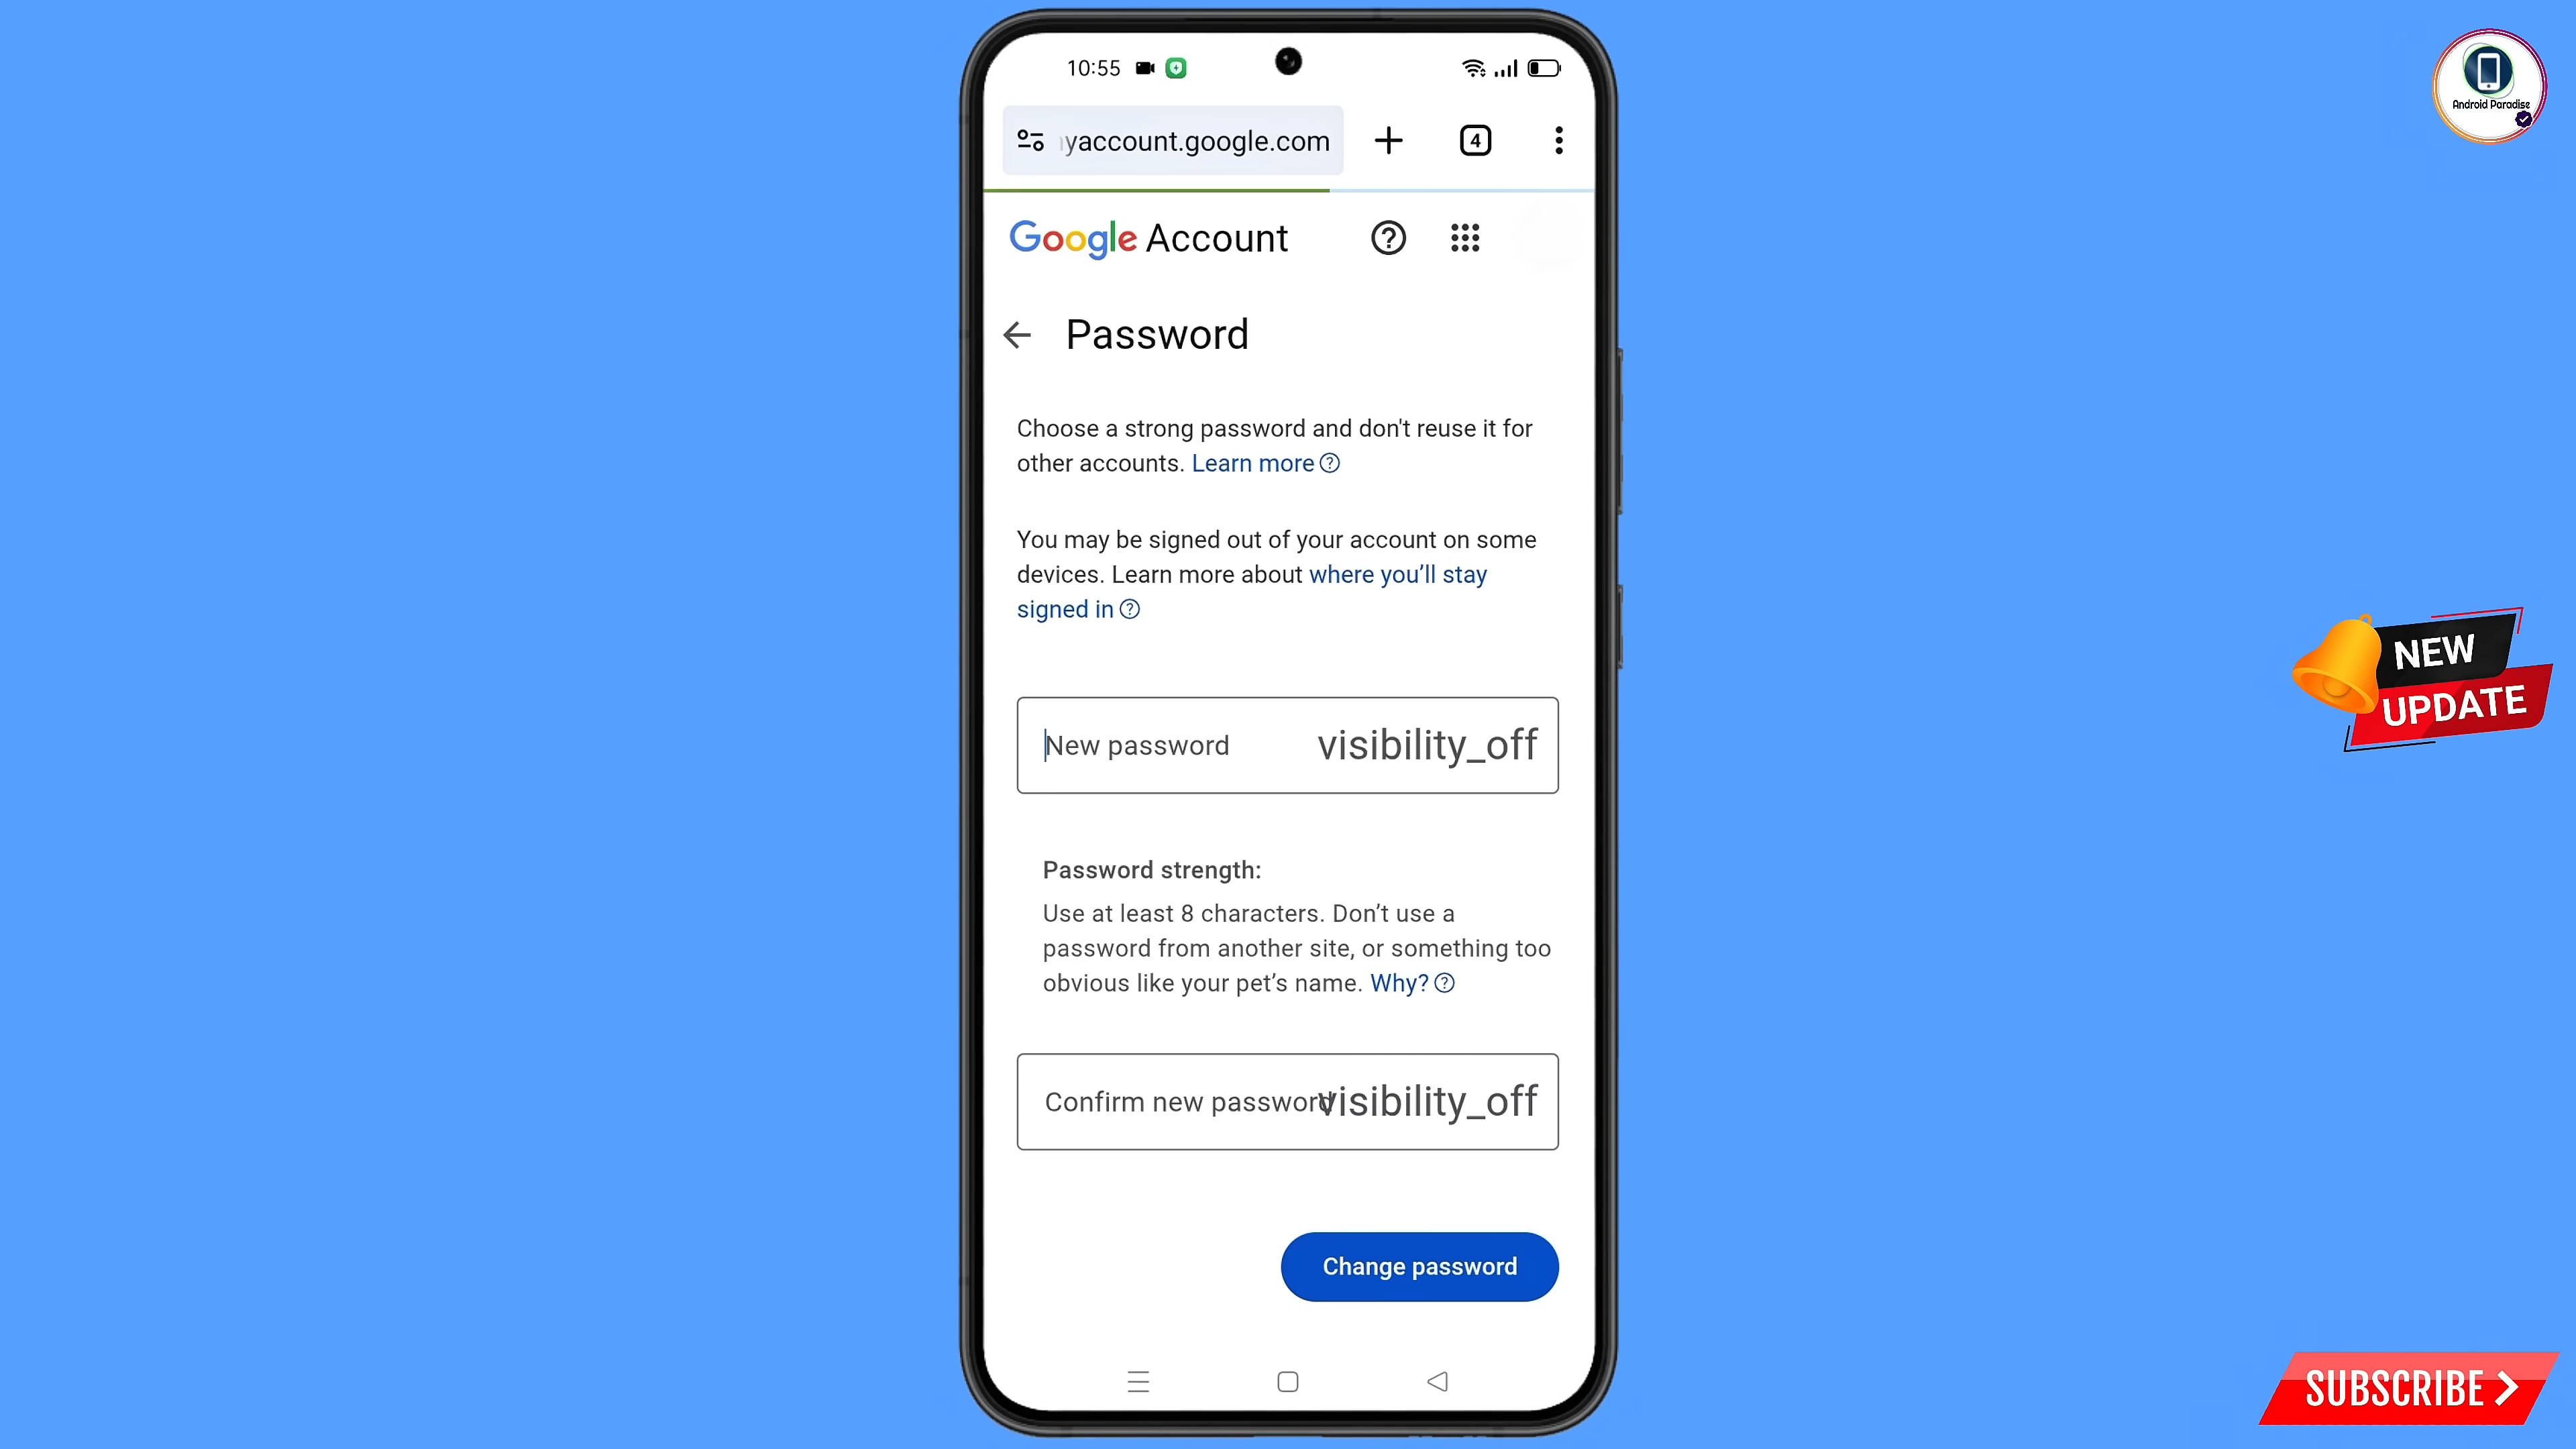 10:55
yaccount.google.com
4
Google Account
Password
Choose a strong password and don't reuse it for
other accounts. Learn more
You may be signed out of your account on some
devices. Learn more about where you’ll stay
signed in
New password visibility_off
Password strength:
Use at least 8 characters. Don’t use a
password from another site, or something too
obvious like your pet’s name. Why?
Confirm new password visibility_off
Change password
Android Paradise
NEW
UPDATE
SUBSCRIBE